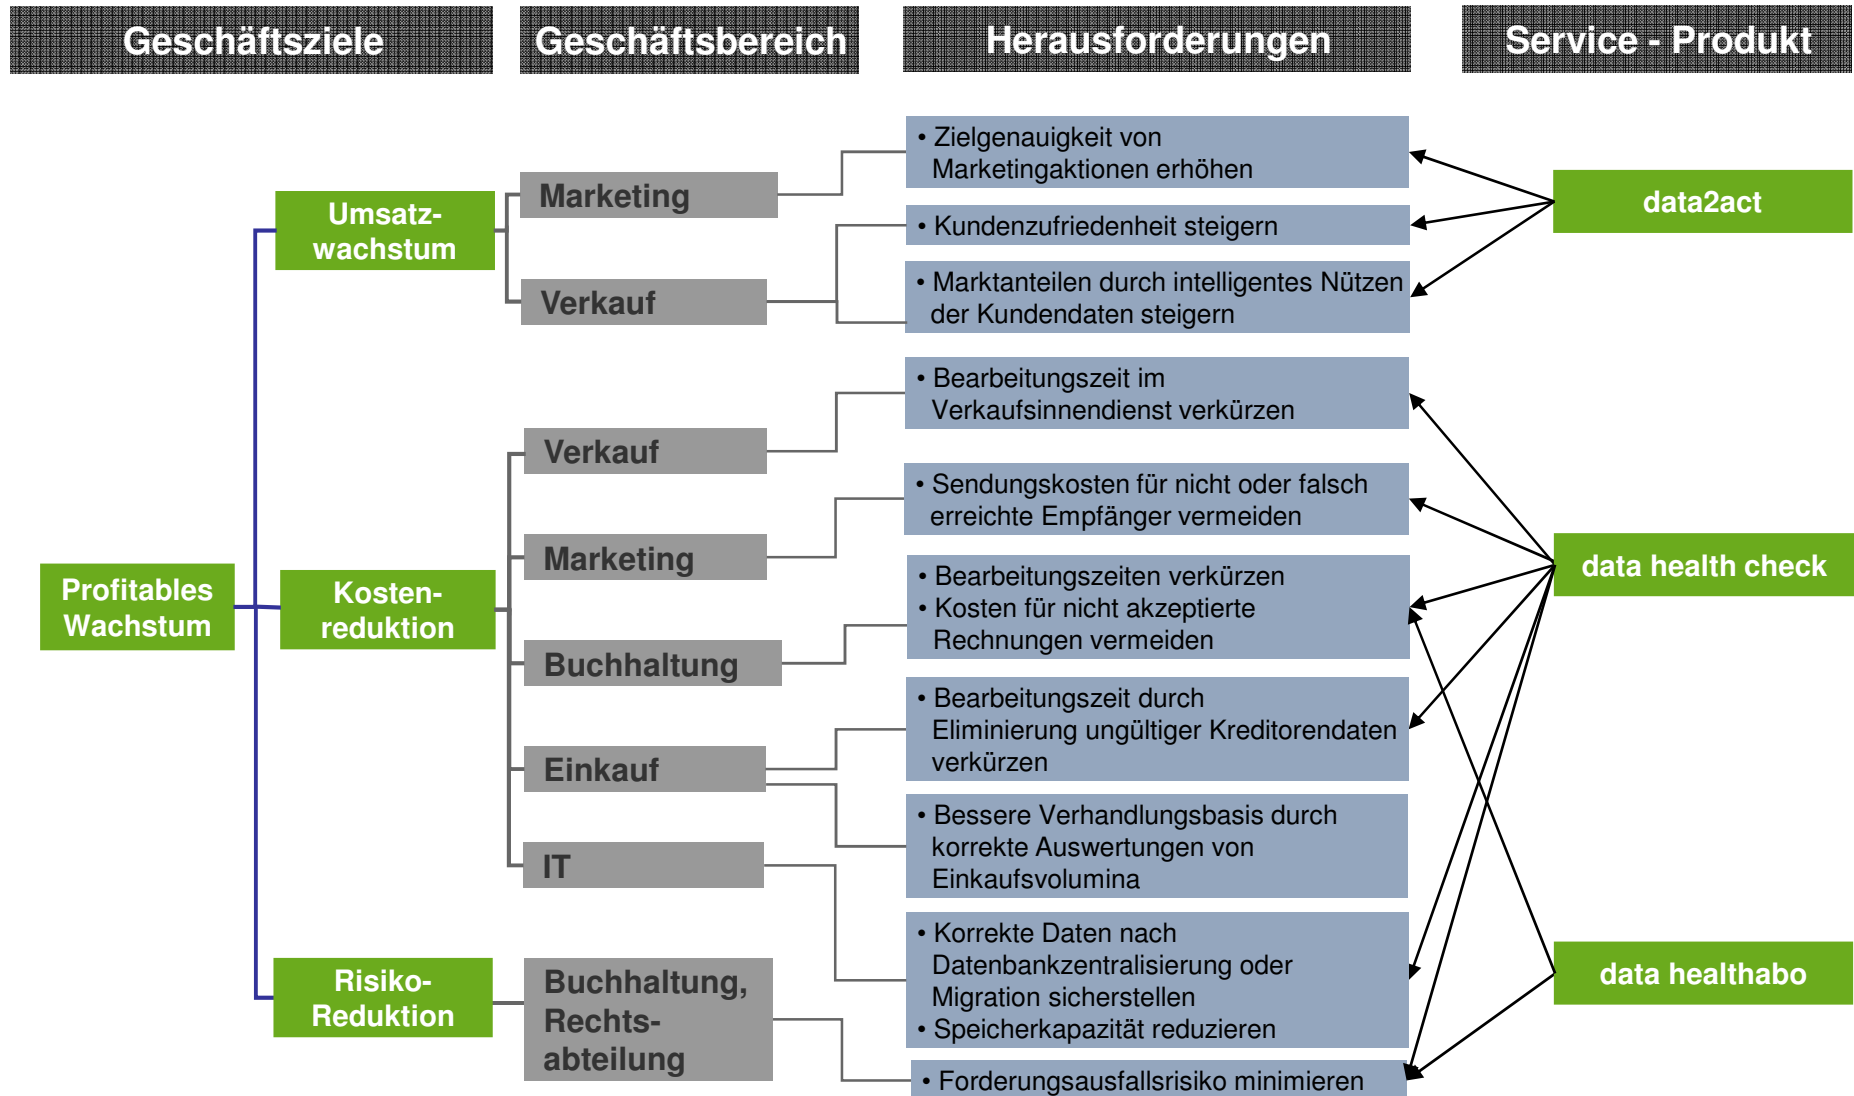 Geschäftsziele
Geschäftsbereich
Herausforderungen
Service - Produkt
Profitables
Wachstum
Umsatz-
wachstum
Kosten-
reduktion
Risiko-
Reduktion
Marketing
Verkauf
Verkauf
Marketing
Buchhaltung
Einkauf
IT
Buchhaltung,
Rechts-
abteilung
• Zielgenauigkeit von
Marketingaktionen erhöhen
• Kundenzufriedenheit steigern
• Marktanteilen durch intelligentes Nützen
der Kundendaten steigern
• Bearbeitungszeit im
Verkaufsinnendienst verkürzen
• Sendungskosten für nicht oder falsch
erreichte Empfänger vermeiden
• Bearbeitungszeiten verkürzen
• Kosten für nicht akzeptierte
Rechnungen vermeiden
• Bearbeitungszeit durch
Eliminierung ungültiger Kreditorendaten
verkürzen
• Bessere Verhandlungsbasis durch
korrekte Auswertungen von
Einkaufsvolumina
• Korrekte Daten nach
Datenbankzentralisierung oder
Migration sicherstellen
• Speicherkapazität reduzieren
• Forderungsausfallsrisiko minimieren
data2act
data health check
data healthabo